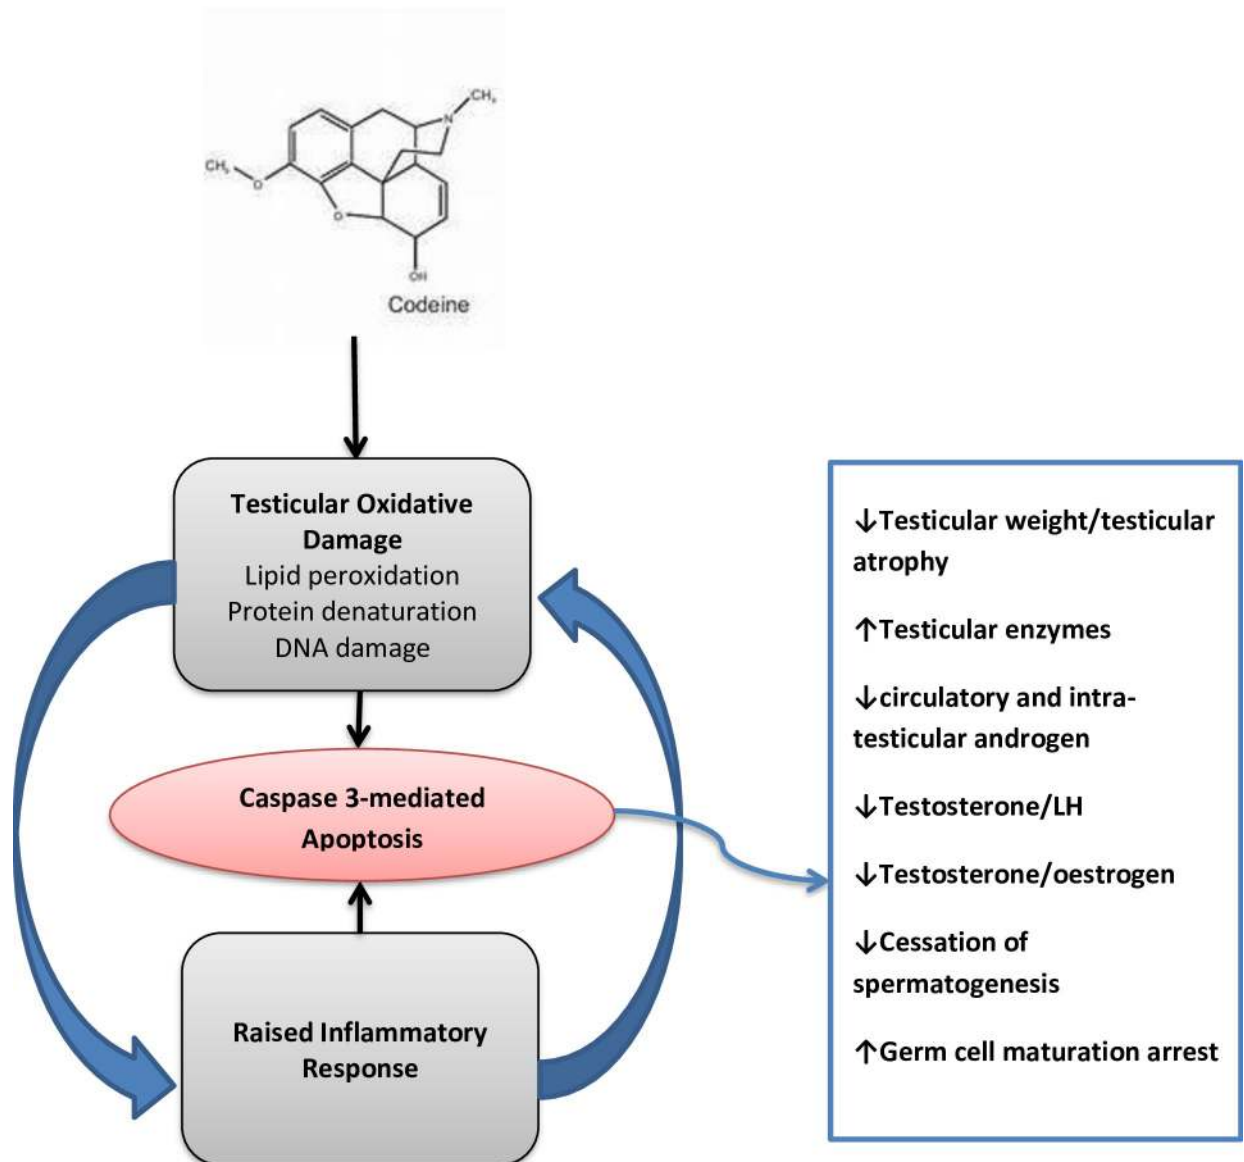 CH₃
N
CH₃
O
O
OH
Codeine
Testicular Oxidative
Damage
Lipid peroxidation
Protein denaturation
DNA damage
Caspase 3-mediated
Apoptosis
Raised Inflammatory
Response
↓Testicular weight/testicular
atrophy
↑Testicular enzymes
↓circulatory and intra-
testicular androgen
↓Testosterone/LH
↓Testosterone/oestrogen
↓Cessation of
spermatogenesis
↑Germ cell maturation arrest